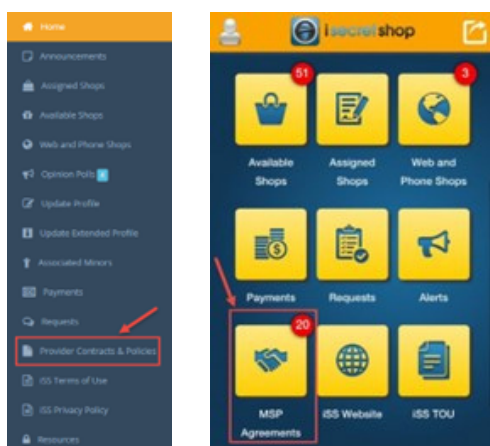 Home
Announcements
Assigned Shops
Available Shops
Web and Phone Shops
Opinion Polls
Update Profile
Update Extended Profile
Associated Minors
Payments
Requests
Provider Contracts & Policies
iSS Terms of Use
iSS Privacy Policy
Resources
isecretshop
51
3
Available Shops
Assigned Shops
Web and Phone Shops
Payments
Requests
Alerts
20
MSP Agreements
iSS Website
iSS TOU